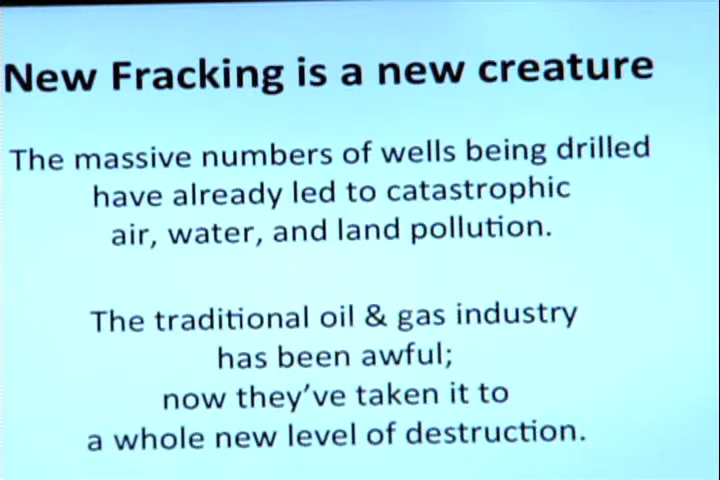 New Fracking is a new creature
The massive numbers of wells being drilled
have already led to catastrophic
air, water, and land pollution.
The traditional oil & gas industry
has been awful;
now they've taken it to
a whole new level of destruction.